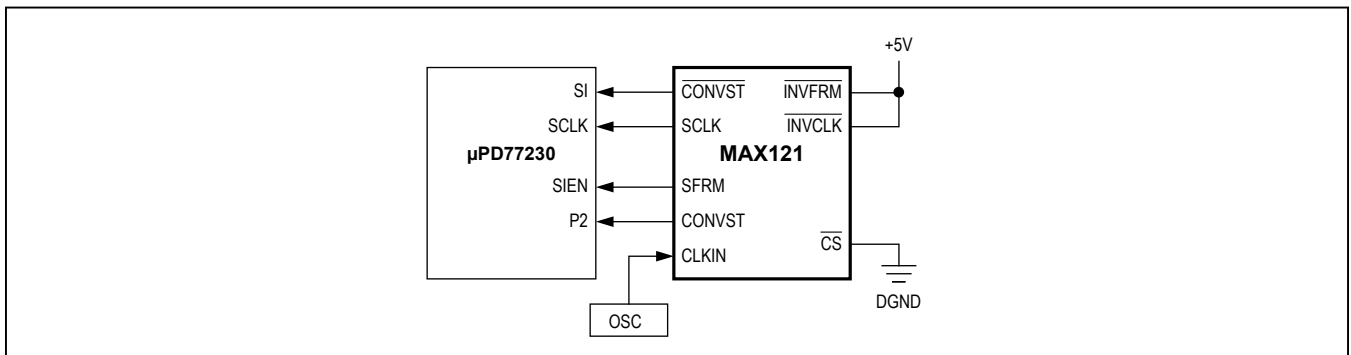 +5V
SI CONVST INVFRM
SCLK SCLK INVCLK
µPD77230 MAX121
SIEN SFRM
P2 CONVST
CS
CLKIN
DGND
OSC